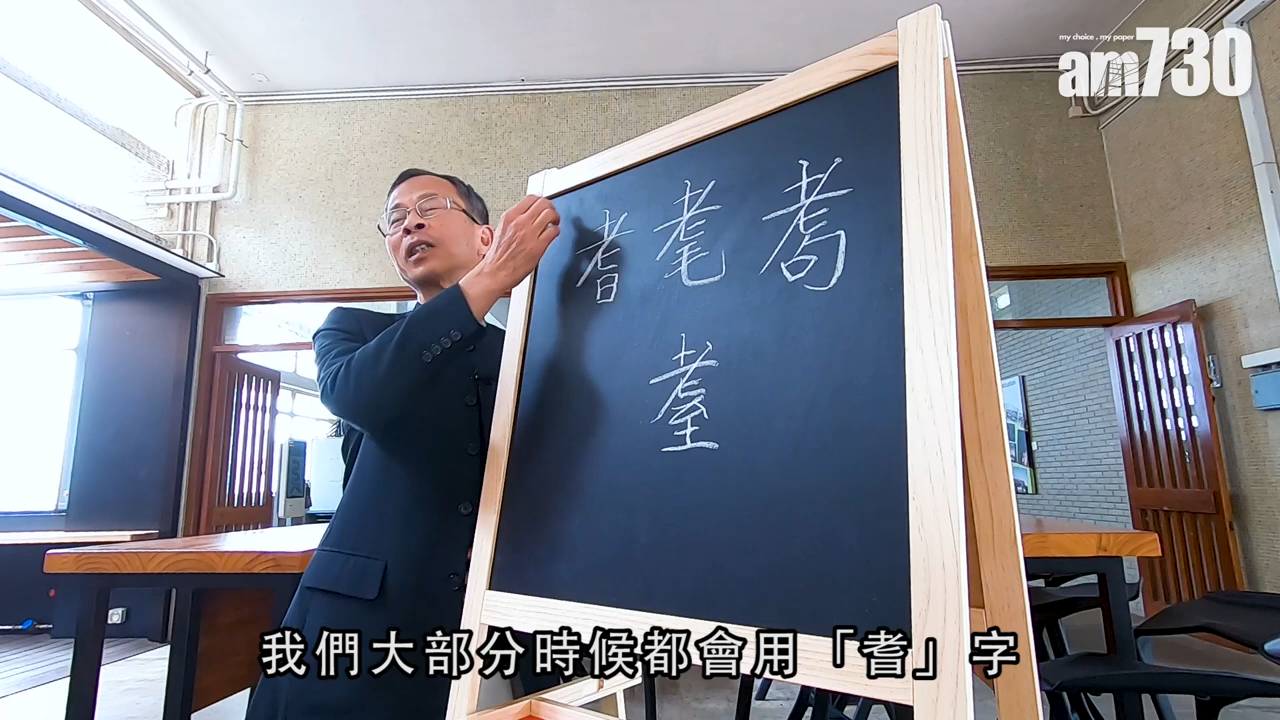 my choice . my paper
am730
耆 耄 耇
耋
我們大部分時候都會用「耆」字